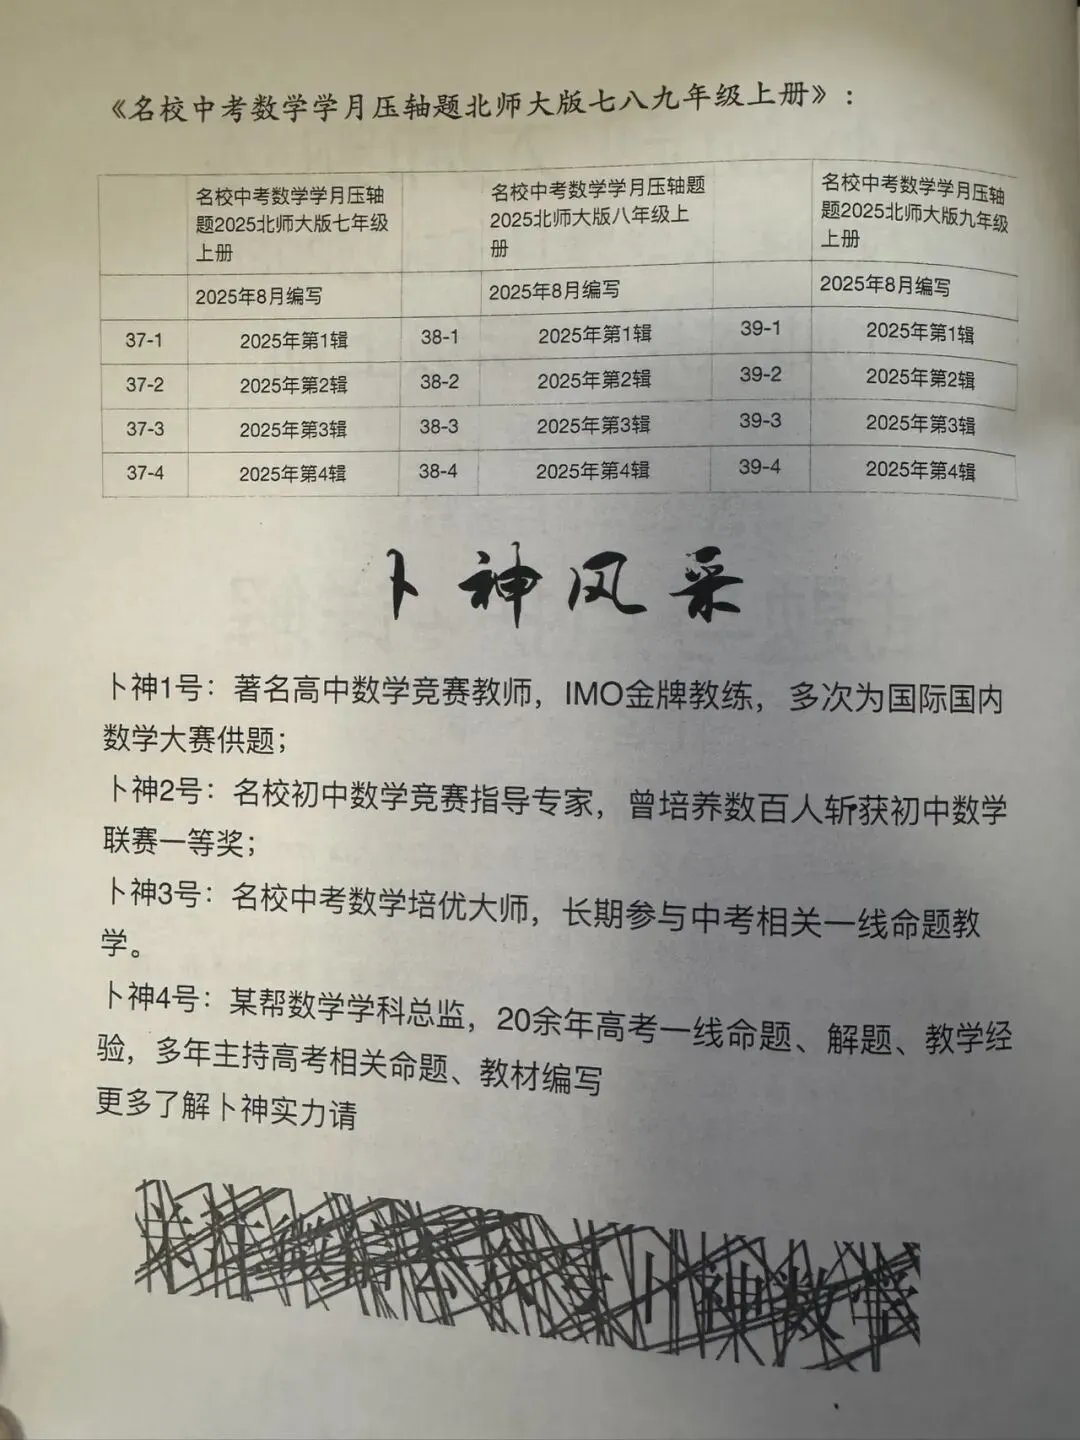 《名校中考数学学月压轴题北师大版七八九年级上册》:
名校中考数学学月压轴题2025北师大版七年级上册 名校中考数学学月压轴题2025北师大版八年级上册 名校中考数学学月压轴题2025北师大版九年级上册
2025年8月编写 2025年8月编写 2025年8月编写
37-1 2025年第1辑 38-1 2025年第1辑 39-1 2025年第1辑
37-2 2025年第2辑 38-2 2025年第2辑 39-2 2025年第2辑
37-3 2025年第3辑 38-3 2025年第3辑 39-3 2025年第3辑
37-4 2025年第4辑 38-4 2025年第4辑 39-4 2025年第4辑
卜神风采
卜神1号：著名高中数学竞赛教师，IMO金牌教练，多次为国际国内
数学大赛供题；
卜神2号：名校初中数学竞赛指导专家，曾培养数百人斩获初中数学
联赛一等奖；
卜神3号：名校中考数学培优大师，长期参与中考相关一线命题教
学。
卜神4号：某帮数学学科总监，20余年高考一线命题、解题、教学经
验，多年主持高考相关命题、教材编写
更多了解卜神实力请
卜神数学